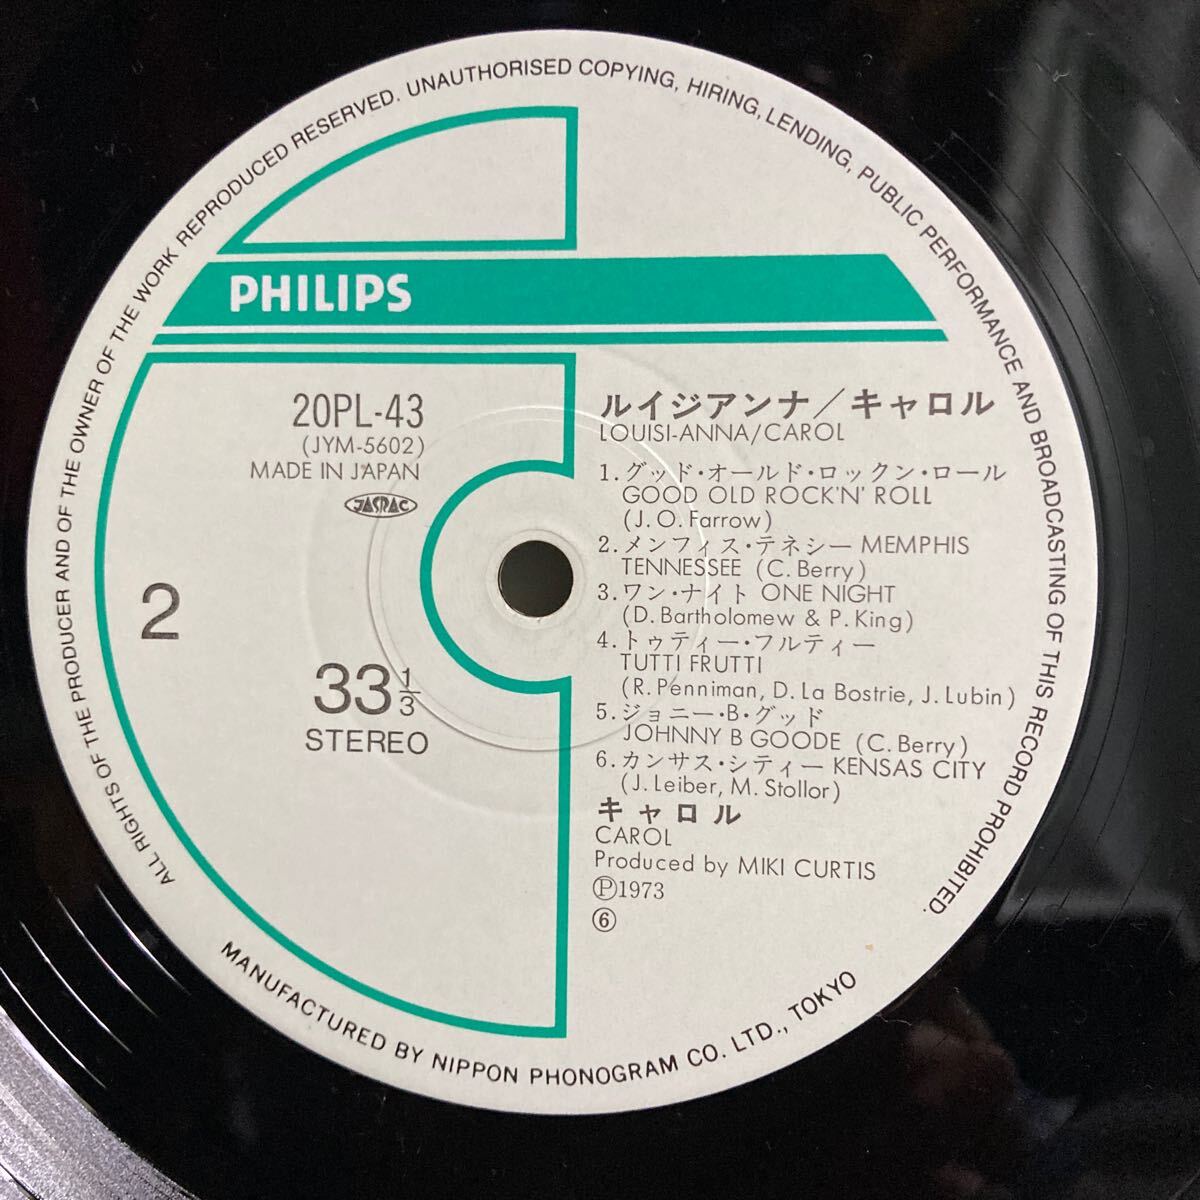 ALL RIGHTS OF THE PRODUCER AND OF THE OWNER OF THE WORK REPRODUCED RESERVED. UNAUTHORISED COPYING, HIRING, LENDING, PUBLIC PERFORMANCE AND BROADCASTING OF THIS RECORD PROHIBITED.
PHILIPS
20PL-43
(JYM-5602)
MADE IN JAPAN
JASRAC
2
33 1/3
STEREO
ルイジアンナ／キャロル
LOUISI-ANNA/CAROL
1.グッド・オールド・ロックン・ロール
GOOD OLD ROCK'N' ROLL
(J. O. Farrow)
2.メンフィス・テネシー MEMPHIS
TENNESSEE (C. Berry)
3.ワン・ナイト ONE NIGHT
(D. Bartholomew & P. King)
4.トゥティー・フルティー
TUTTI FRUTTI
(R. Penniman, D. La Bostrie, J. Lubin)
5.ジョニー・B・グッド
JOHNNY B GOODE (C. Berry)
6.カンサス・シティー KENSAS CITY
(J. Leiber, M. Stollor)
キャロル
CAROL
Produced by MIKI CURTIS
Ⓟ1973
⑥
MANUFACTURED BY NIPPON PHONOGRAM CO. LTD., TOKYO